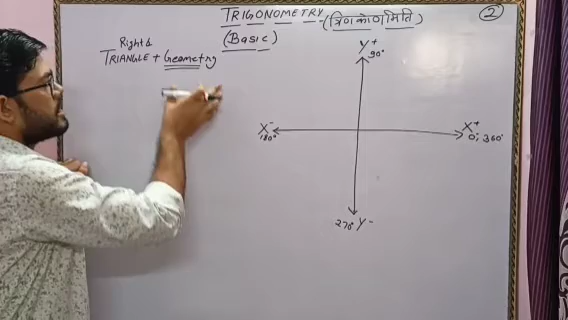 TRIGONOMETRY (त्रिकोणमिति)
(Basic)
2
Right △
TRIANGLE + Geometry
Y+
90°
X-
180°
X+
0°, 360°
270° Y-